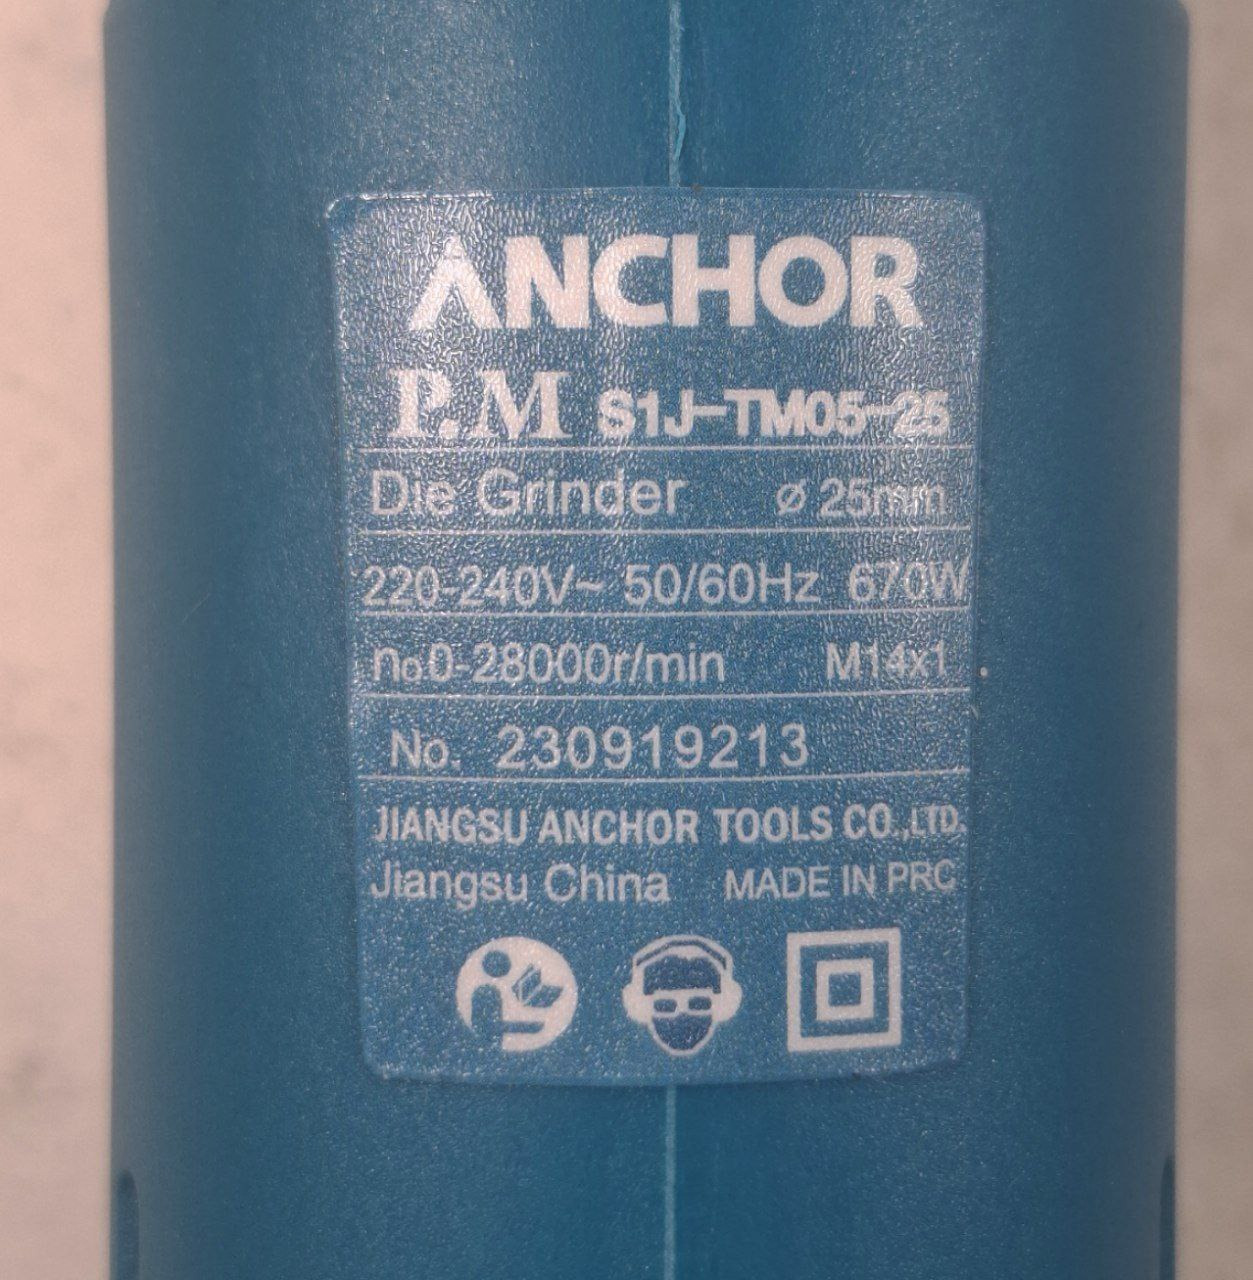 ANCHOR
P.M S1J-TM05-25
Die Grinder ⌀ 25mm
220-240V~ 50/60Hz 670W
n₀0-28000r/min M14x1
No. 230919213
JIANGSU ANCHOR TOOLS CO.,LTD.
Jiangsu China MADE IN PRC